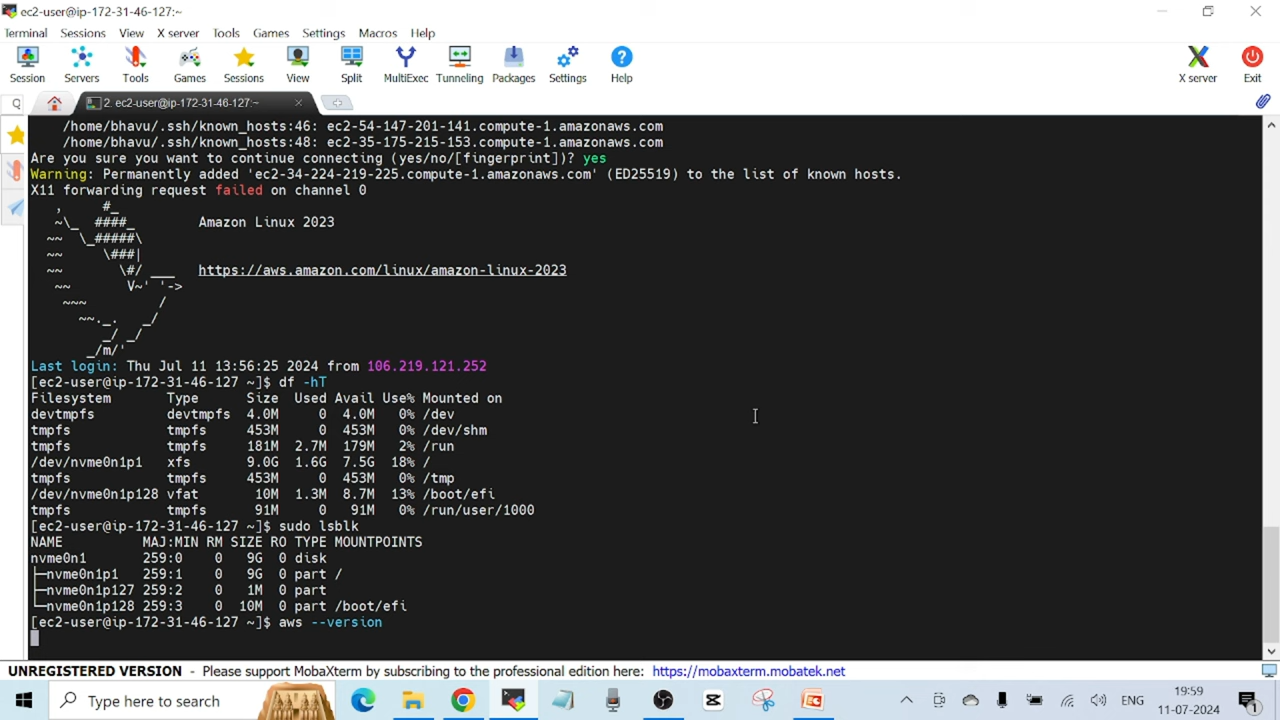 ec2-user@ip-172-31-46-127:~
Terminal Sessions View X server Tools Games Settings Macros Help
Session Servers Tools Games Sessions View Split MultiExec Tunneling Packages Settings Help X server Exit
2. ec2-user@ip-172-31-46-127:~
/home/bhavu/.ssh/known_hosts:46: ec2-54-147-201-141.compute-1.amazonaws.com
/home/bhavu/.ssh/known_hosts:48: ec2-35-175-215-153.compute-1.amazonaws.com
Are you sure you want to continue connecting (yes/no/[fingerprint])? yes
Warning: Permanently added 'ec2-34-224-219-225.compute-1.amazonaws.com' (ED25519) to the list of known hosts.
X11 forwarding request failed on channel 0
   ,     #_
   ~\_  ####_        Amazon Linux 2023
  ~~  \_#####\
  ~~     \###|
  ~~       \#/ ___   https://aws.amazon.com/linux/amazon-linux-2023
   ~~       V~' '->
    ~~~         /
      ~~._.   _/
         _/ _/
       _/m/'
Last login: Thu Jul 11 13:56:25 2024 from 106.219.121.252
[ec2-user@ip-172-31-46-127 ~]$ df -hT
Filesystem       Type      Size  Used Avail Use% Mounted on
devtmpfs         devtmpfs  4.0M     0  4.0M   0% /dev
tmpfs            tmpfs     453M     0  453M   0% /dev/shm
tmpfs            tmpfs     181M  2.7M  179M   2% /run
/dev/nvme0n1p1   xfs       9.0G  1.6G  7.5G  18% /
tmpfs            tmpfs     453M     0  453M   0% /tmp
/dev/nvme0n1p128 vfat       10M  1.3M  8.7M  13% /boot/efi
tmpfs            tmpfs      91M     0   91M   0% /run/user/1000
[ec2-user@ip-172-31-46-127 ~]$ sudo lsblk
NAME          MAJ:MIN RM SIZE RO TYPE MOUNTPOINTS
nvme0n1       259:0    0   9G  0 disk
├─nvme0n1p1   259:1    0   9G  0 part /
├─nvme0n1p127 259:2    0   1M  0 part
└─nvme0n1p128 259:3    0  10M  0 part /boot/efi
[ec2-user@ip-172-31-46-127 ~]$ aws --version
UNREGISTERED VERSION - Please support MobaXterm by subscribing to the professional edition here: https://mobaxterm.mobatek.net
Type here to search
ENG
19:59
11-07-2024
1